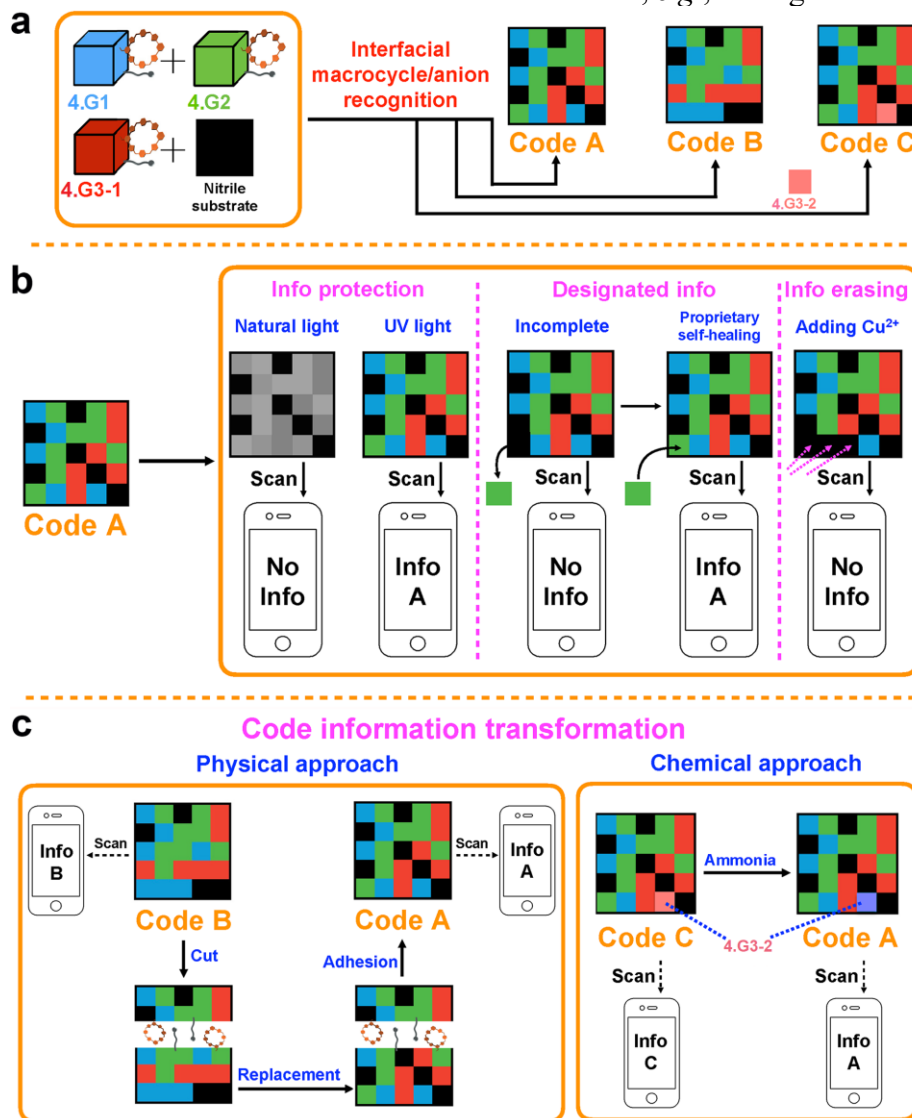 a
4.G1
4.G2
4.G3-1
Nitrile
substrate
Interfacial
macrocycle/anion
recognition
Code A
Code B
Code C
4.G3-2
b
Info protection
Designated info
Info erasing
Natural light
UV light
Incomplete
Proprietary
self-healing
Adding Cu²⁺
Code A
Scan
Scan
Scan
Scan
Scan
No
Info
Info
A
No
Info
Info
A
No
Info
c
Code information transformation
Physical approach
Chemical approach
Info
B
Scan
Code B
Cut
Replacement
Adhesion
Code A
Scan
Info
A
Ammonia
Code C
4.G3-2
Code A
Scan
Scan
Info
C
Info
A